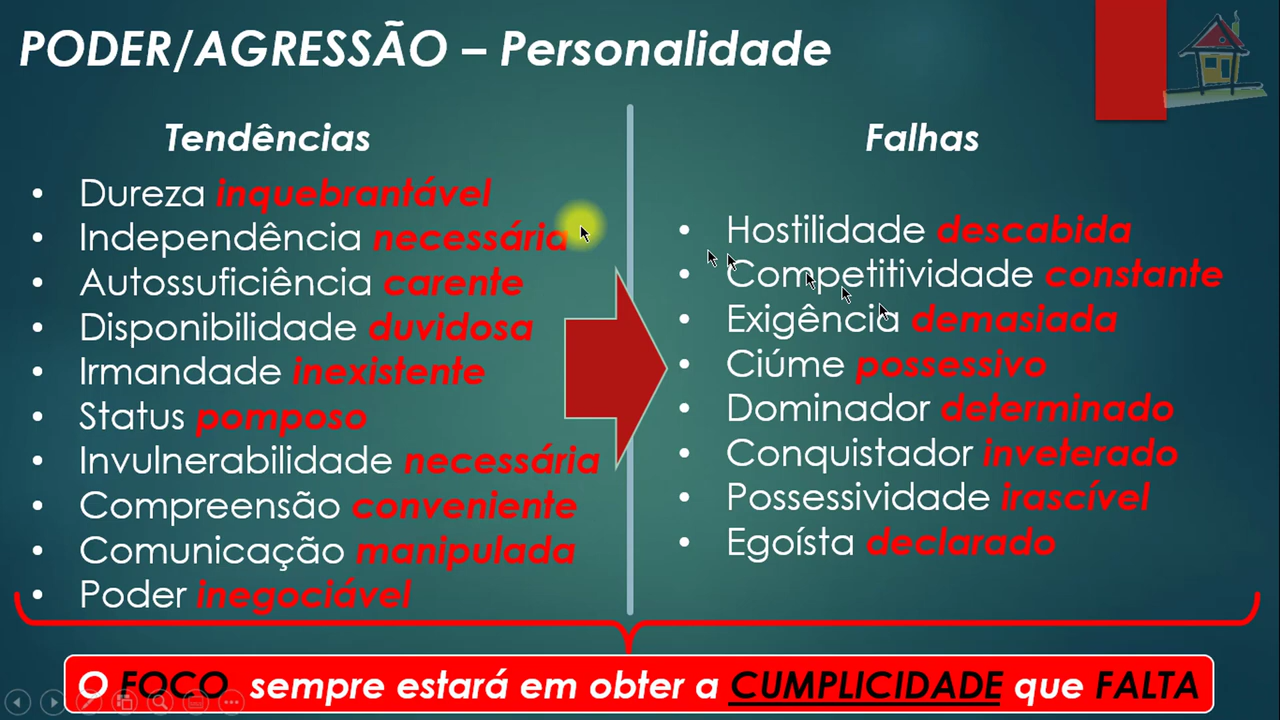 PODER/AGRESSÃO – Personalidade
Tendências
• Dureza inquebrantável
• Independência necessária
• Autossuficiência carente
• Disponibilidade duvidosa
• Irmandade inexistente
• Status pomposo
• Invulnerabilidade necessária
• Compreensão conveniente
• Comunicação manipulada
• Poder inegociável
Falhas
• Hostilidade descabida
• Competitividade constante
• Exigência demasiada
• Ciúme possessivo
• Dominador determinado
• Conquistador inveterado
• Possessividade irascível
• Egoísta declarado
O FOCO sempre estará em obter a CUMPLICIDADE que FALTA